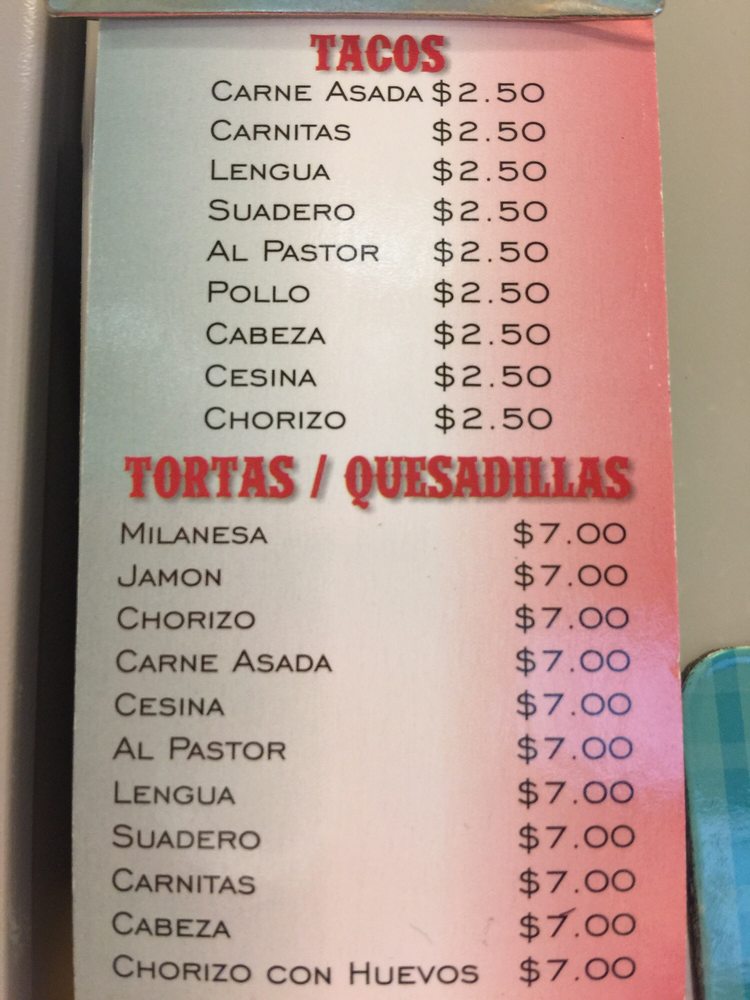 TACOS
CARNE ASADA $2.50
CARNITAS $2.50
LENGUA $2.50
SUADERO $2.50
AL PASTOR $2.50
POLLO $2.50
CABEZA $2.50
CESINA $2.50
CHORIZO $2.50
TORTAS / QUESADILLAS
MILANESA $7.00
JAMON $7.00
CHORIZO $7.00
CARNE ASADA $7.00
CESINA $7.00
AL PASTOR $7.00
LENGUA $7.00
SUADERO $7.00
CARNITAS $7.00
CABEZA $7.00
CHORIZO CON HUEVOS $7.00